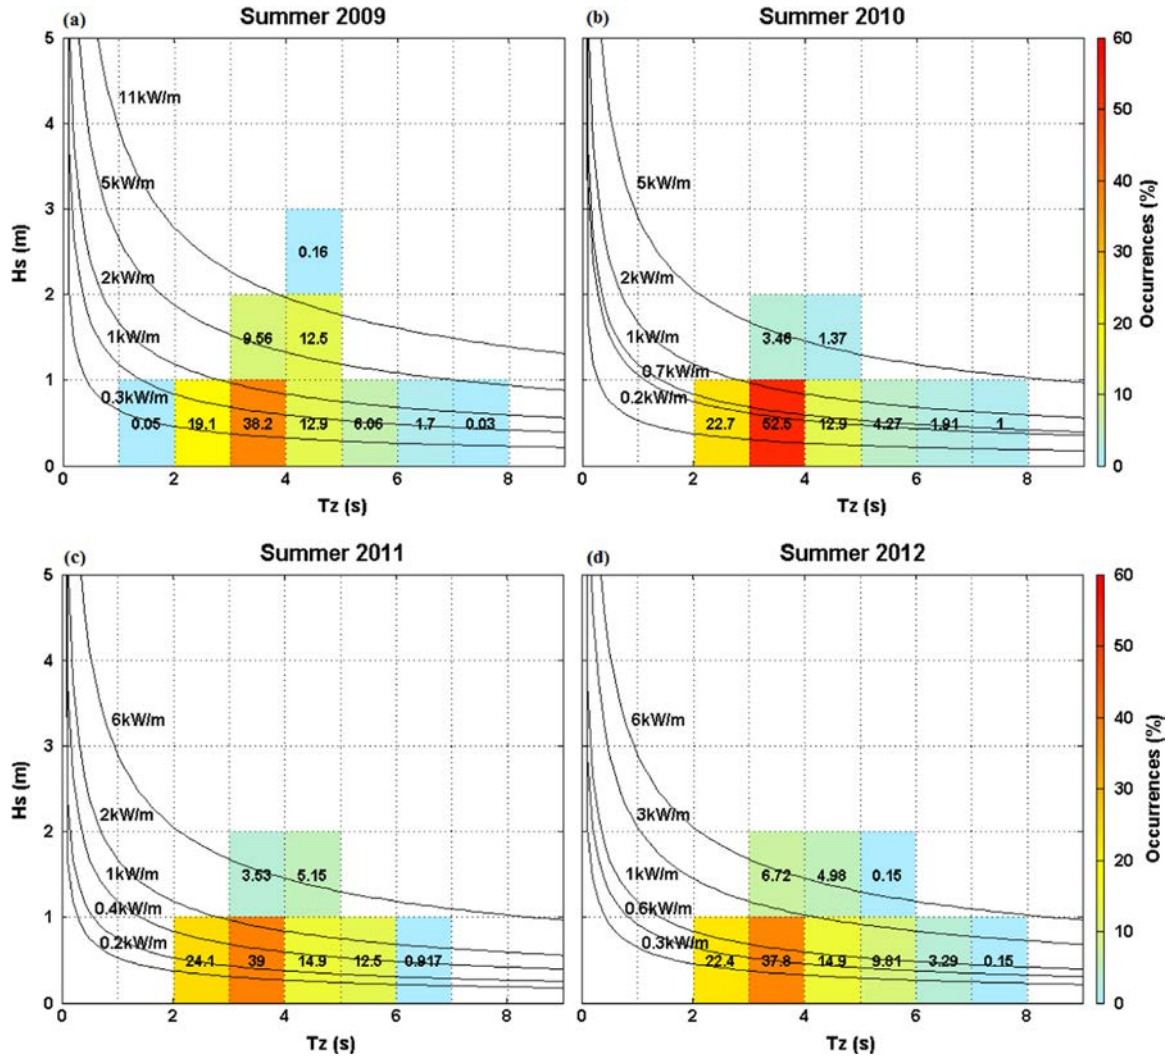 (a) Summer 2009
5
4
3
2
1
0
Hs (m)
11kW/m
5kW/m
2kW/m
1kW/m
0.3kW/m
0.16
9.56 12.5
0.05 19.1 38.2 12.9 6.06 1.7 0.03
0 2 4 6 8
Tz (s)
(b) Summer 2010
5kW/m
2kW/m
1kW/m
0.7kW/m
0.2kW/m
3.46 1.37
22.7 52.5 12.9 4.27 1.91 1
0 2 4 6 8
Tz (s)
60
50
40
30
20
10
0
Occurrences (%)
(c) Summer 2011
5
4
3
2
1
0
Hs (m)
6kW/m
2kW/m
1kW/m
0.4kW/m
0.2kW/m
3.53 5.15
24.1 39 14.9 12.5 0.917
0 2 4 6 8
Tz (s)
(d) Summer 2012
6kW/m
3kW/m
1kW/m
0.6kW/m
0.3kW/m
6.72 4.98 0.15
22.4 37.8 14.9 9.81 3.29 0.15
0 2 4 6 8
Tz (s)
60
50
40
30
20
10
0
Occurrences (%)